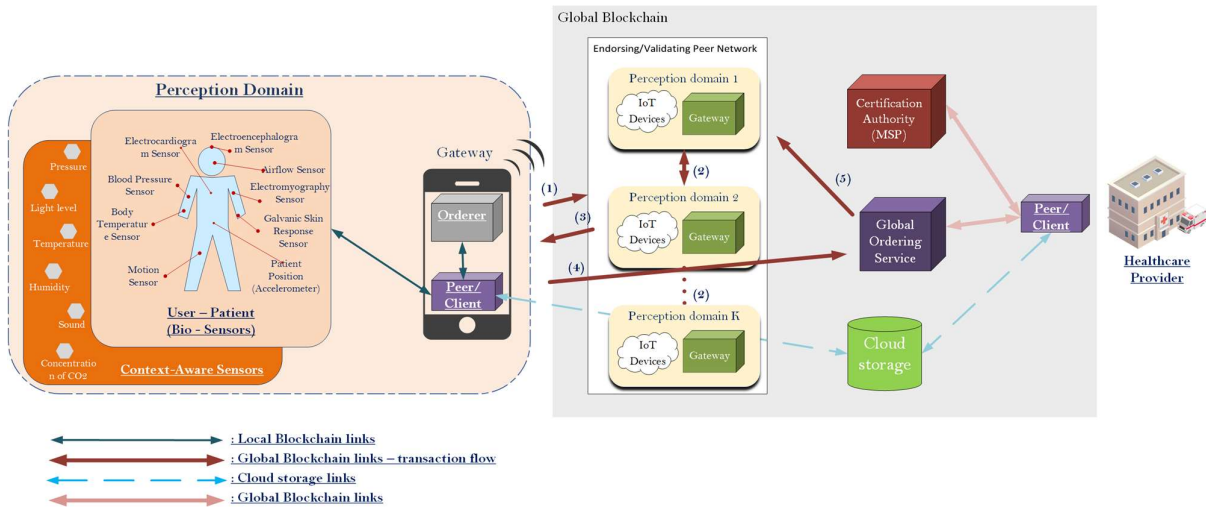 Global Blockchain
Perception Domain
Electrocardiogra
m Sensor
Electroencephalogra
m Sensor
Airflow Sensor
Blood Pressure
Sensor
Electromyography
Sensor
Body
Temperatur
e Sensor
Galvanic Skin
Response
Sensor
Motion
Sensor
Patient
Position
(Accelerometer)
User – Patient
(Bio - Sensors)
Pressure
Light level
Temperature
Humidity
Sound
Concentratio
n of CO2
Context-Aware Sensors
Gateway
Orderer
Peer/
Client
(1)
(3)
(4)
Endorsing/Validating Peer Network
Perception domain 1
IoT
Devices
Gateway
(2)
Perception domain 2
IoT
Devices
Gateway
(2)
Perception domain K
IoT
Devices
Gateway
(5)
Certification
Authority
(MSP)
Global
Ordering
Service
Cloud
storage
Peer/
Client
Healthcare
Provider
: Local Blockchain links
: Global Blockchain links – transaction flow
: Cloud storage links
: Global Blockchain links